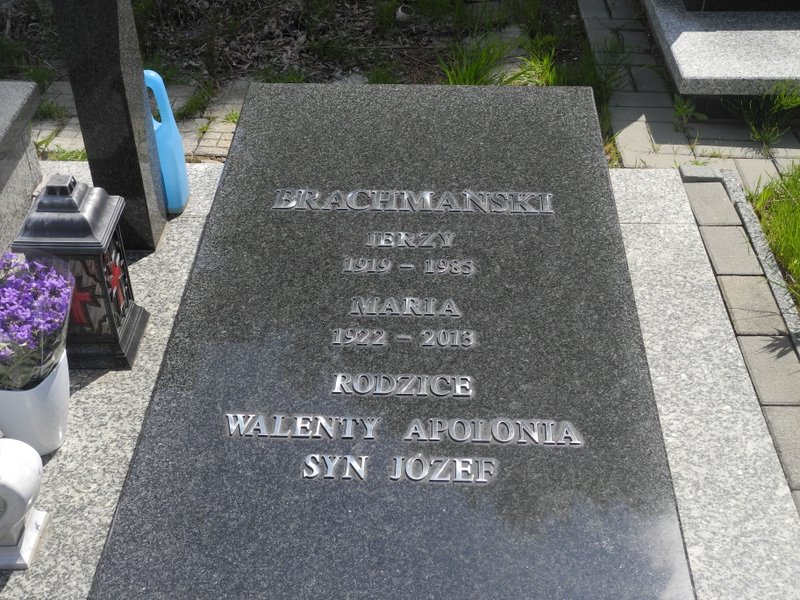 BRACHMAŃSKI
JERZY
1919 - 1985
MARIA
1922 - 2013
RODZICE
WALENTY APOLONIA
SYN JÓZEF